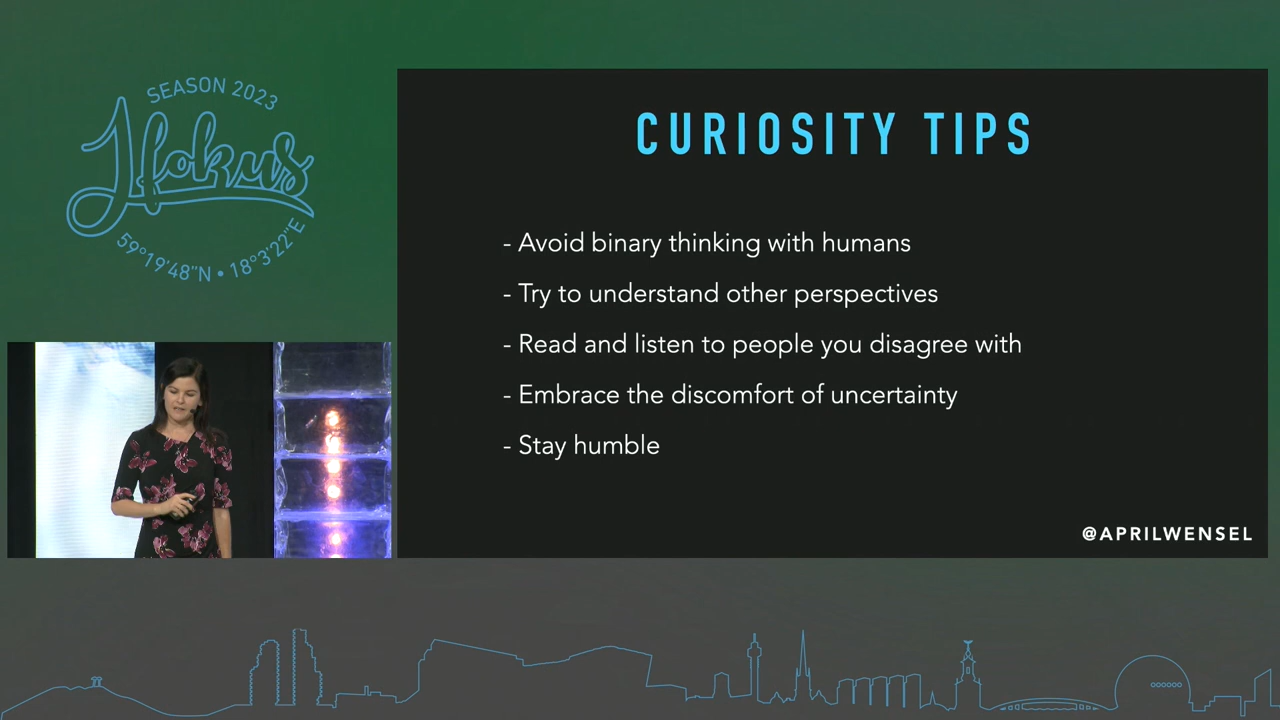 SEASON 2023
Jfokus
59°19'48"N • 18°3'22"E
CURIOSITY TIPS
- Avoid binary thinking with humans
- Try to understand other perspectives
- Read and listen to people you disagree with
- Embrace the discomfort of uncertainty
- Stay humble
@APRILWENSEL